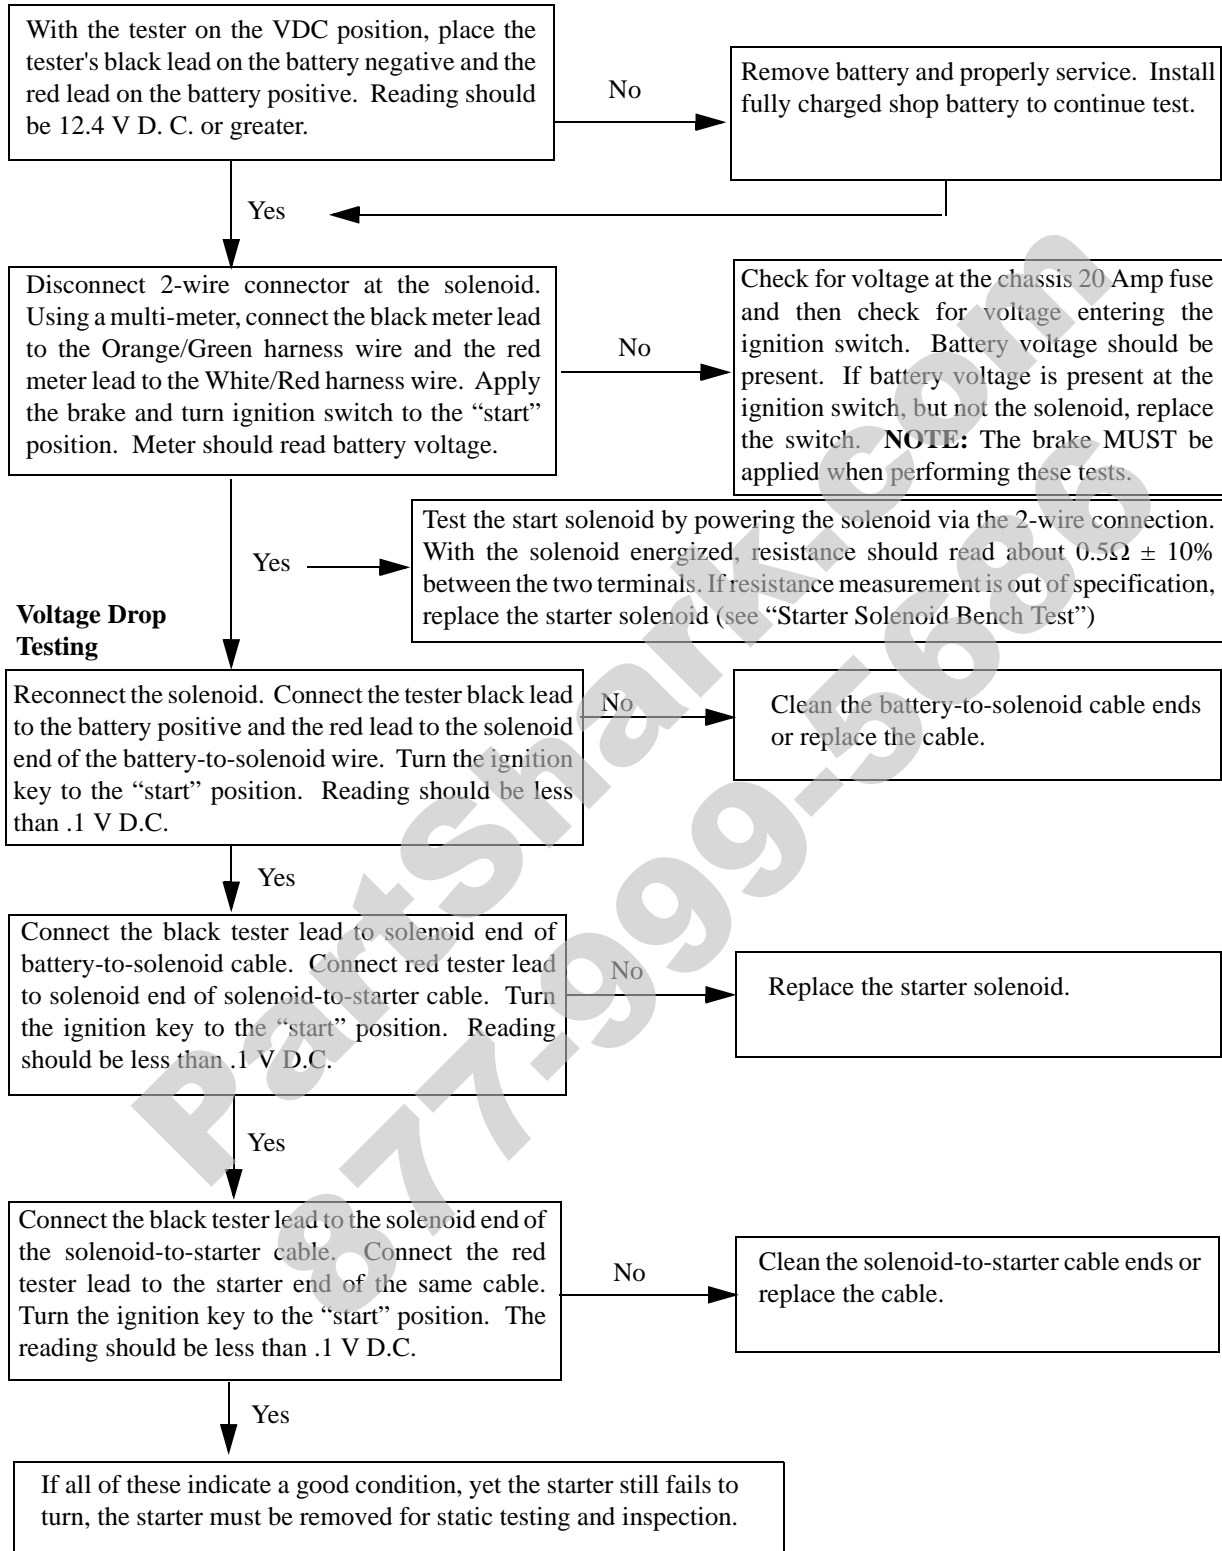 With the tester on the VDC position, place the
tester's black lead on the battery negative and the
red lead on the battery positive. Reading should
be 12.4 V D. C. or greater.
No
Remove battery and properly service. Install
fully charged shop battery to continue test.
Yes
Disconnect 2-wire connector at the solenoid.
Using a multi-meter, connect the black meter lead
to the Orange/Green harness wire and the red
meter lead to the White/Red harness wire. Apply
the brake and turn ignition switch to the “start”
position. Meter should read battery voltage.
No
Check for voltage at the chassis 20 Amp fuse
and then check for voltage entering the
ignition switch. Battery voltage should be
present. If battery voltage is present at the
ignition switch, but not the solenoid, replace
the switch. NOTE: The brake MUST be
applied when performing these tests.
Yes
Test the start solenoid by powering the solenoid via the 2-wire connection.
With the solenoid energized, resistance should read about 0.5Ω ± 10%
between the two terminals. If resistance measurement is out of specification,
replace the starter solenoid (see “Starter Solenoid Bench Test”)
Voltage Drop
Testing
Reconnect the solenoid. Connect the tester black lead
to the battery positive and the red lead to the solenoid
end of the battery-to-solenoid wire. Turn the ignition
key to the “start” position. Reading should be less
than .1 V D.C.
No
Clean the battery-to-solenoid cable ends
or replace the cable.
Yes
Connect the black tester lead to solenoid end of
battery-to-solenoid cable. Connect red tester lead
to solenoid end of solenoid-to-starter cable. Turn
the ignition key to the “start” position. Reading
should be less than .1 V D.C.
No
Replace the starter solenoid.
Yes
Connect the black tester lead to the solenoid end of
the solenoid-to-starter cable. Connect the red
tester lead to the starter end of the same cable.
Turn the ignition key to the “start” position. The
reading should be less than .1 V D.C.
No
Clean the solenoid-to-starter cable ends or
replace the cable.
Yes
If all of these indicate a good condition, yet the starter still fails to
turn, the starter must be removed for static testing and inspection.
PartShark.com
877-999-5686